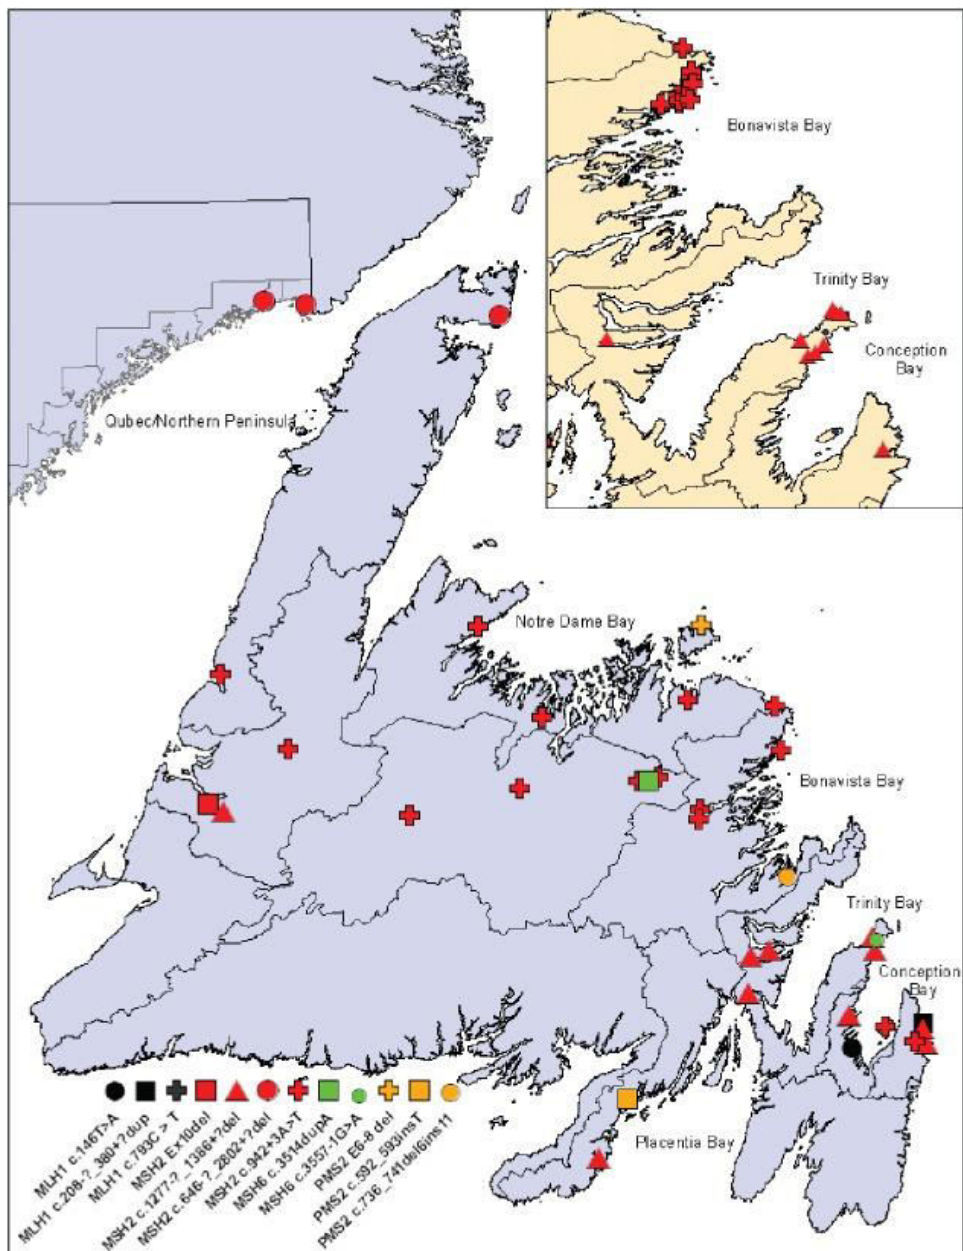 Bonavista Bay
Trinity Bay
Conception
Bay
Qubec/Northern Peninsula
Notre Dame Bay
Bonavista Bay
Trinity Bay
Conception
Bay
Placentia Bay
MLH1 c.146T>A
MLH1 c.208-?_380+?dup
MLH1 c.793C > T
MSH2 Ex10del
MSH2 c.1277-?_1386+?del
MSH2 c.646-?_2802+?del
MSH2 c.942+3A>T
MSH6 c.3514dupA
MSH6 c.3557-1G>A
PMS2 E6-8 del
PMS2 c.592_593insT
PMS2 c.736_741del6ins11